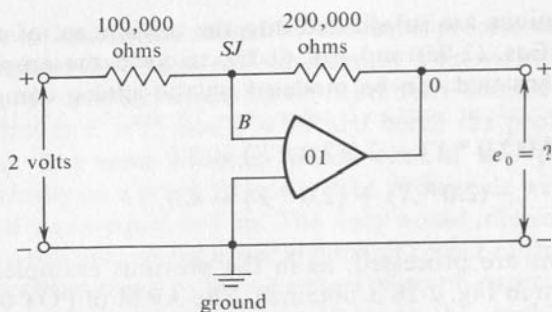 100,000
ohms
SJ
200,000
ohms
+
0
+
2 volts
B
01
e₀ = ?
−
−
ground